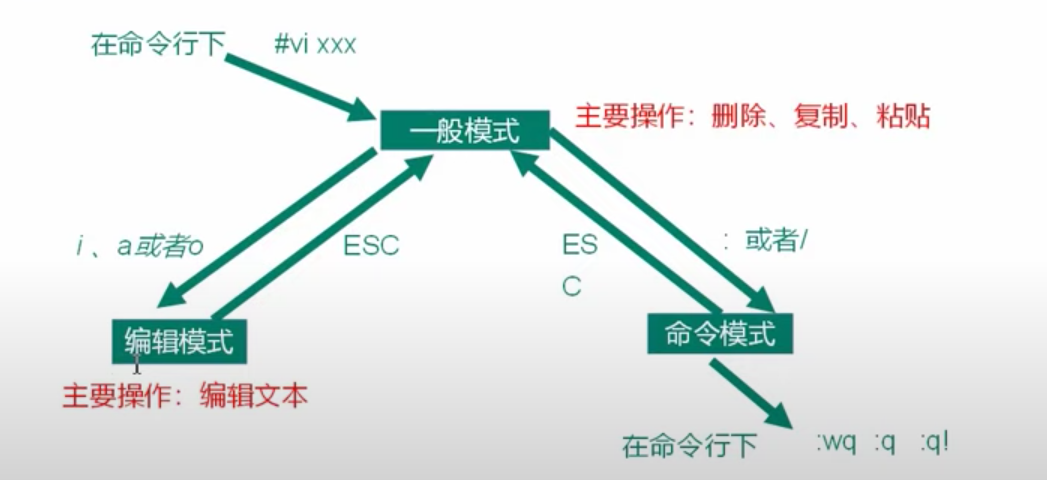 在命令行下 #vi xxx
一般模式
主要操作：删除、复制、粘贴
i 、a或者o
ESC
ES
C
: 或者/
编辑模式
命令模式
主要操作：编辑文本
在命令行下 :wq :q :q!